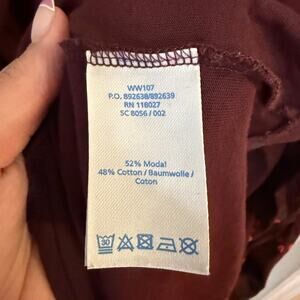 WW107
P.O. 892638/892639
RN 118027
SC 8056 / 002
52% Modal
48% Cotton / Baumwolle /
Coton
30